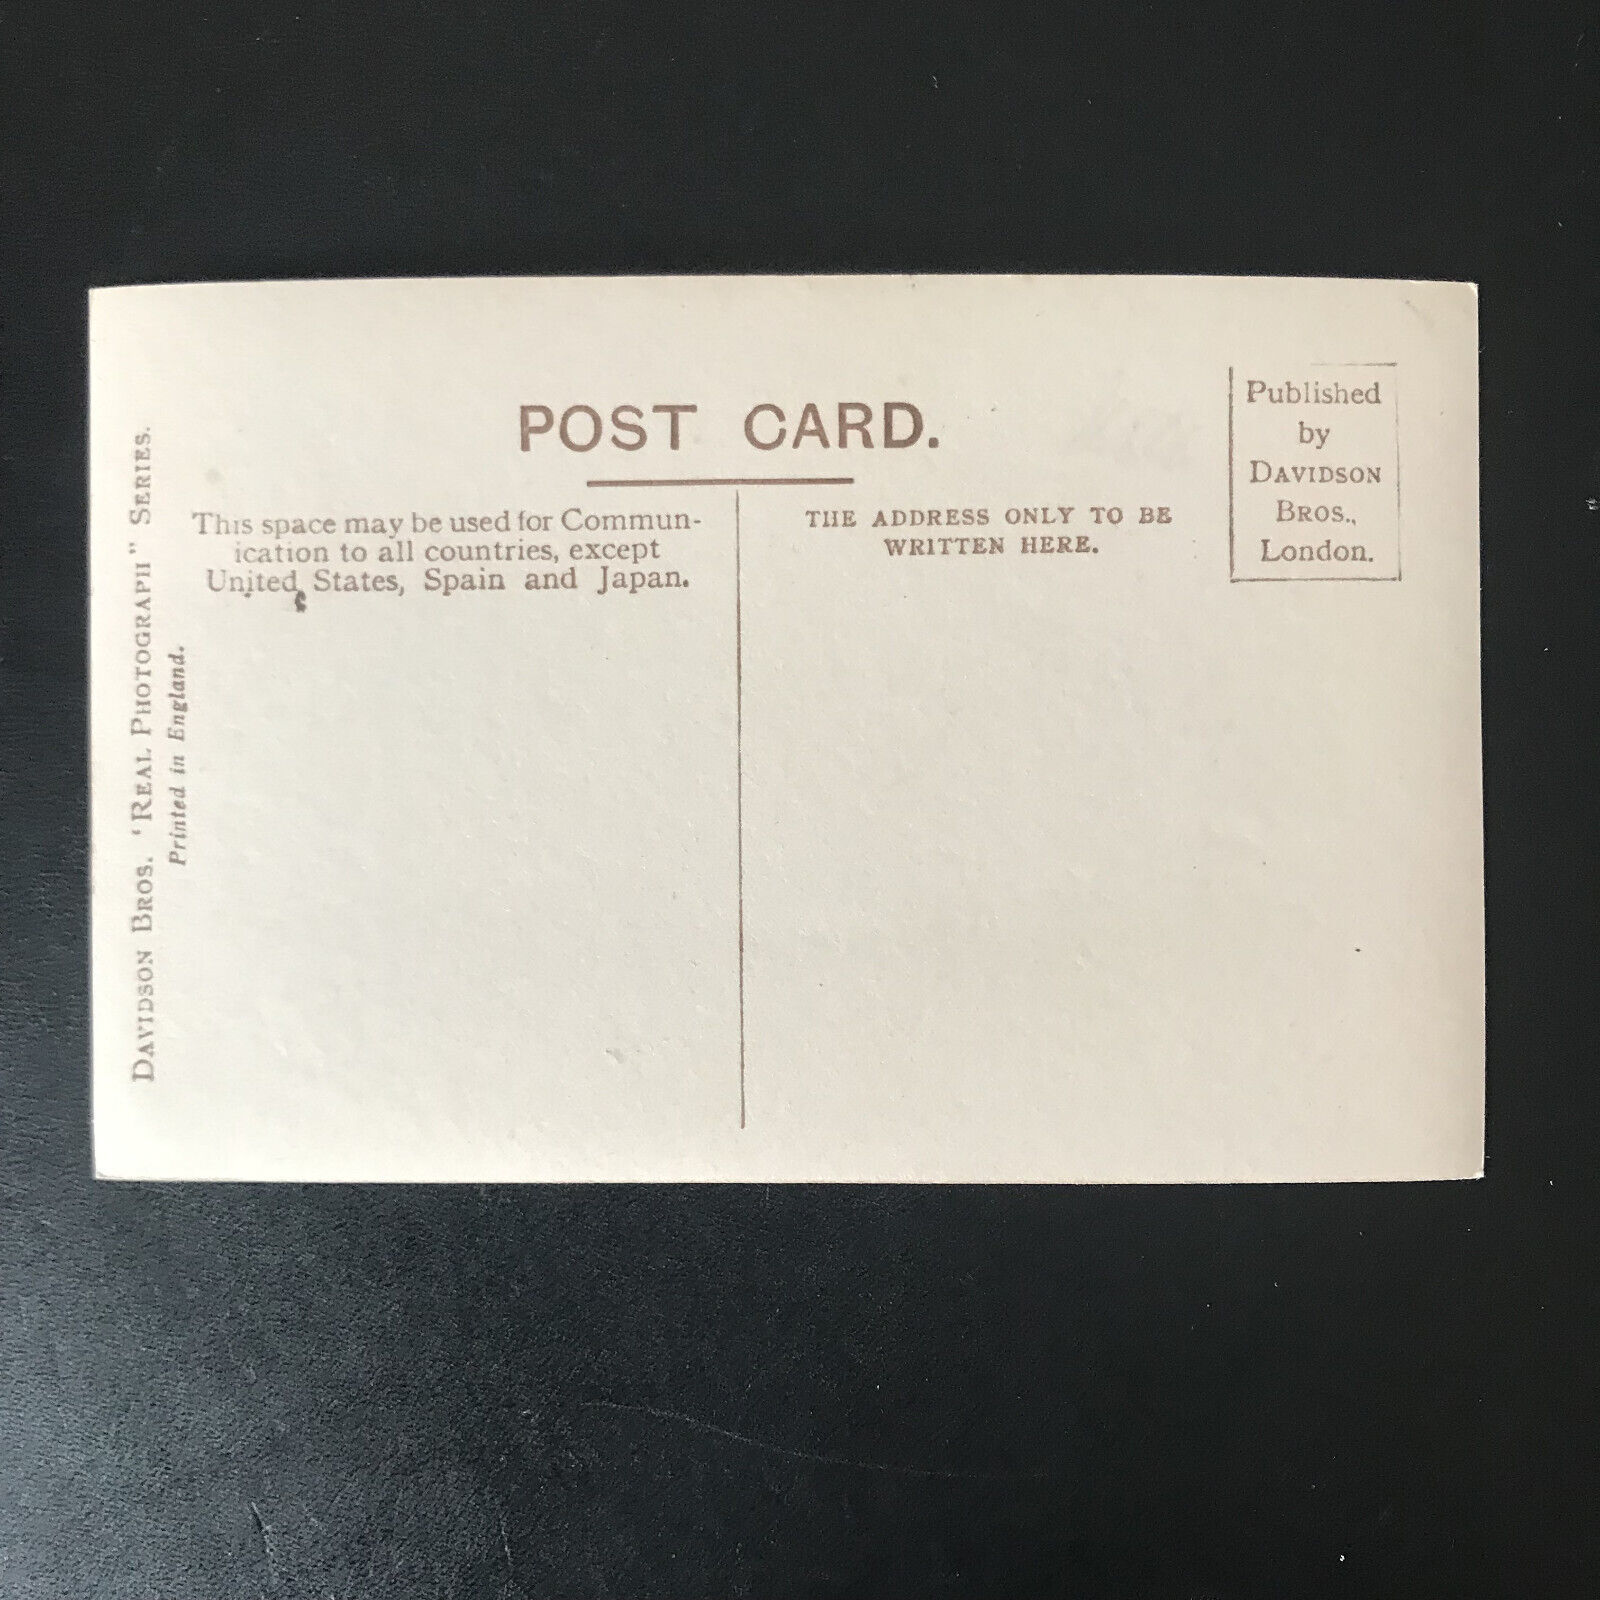 POST CARD.
This space may be used for Commun-
ication to all countries, except
United States, Spain and Japan.
THE ADDRESS ONLY TO BE
WRITTEN HERE.
Published
by
DAVIDSON
BROS.,
London.
DAVIDSON BROS. "REAL PHOTOGRAPH" SERIES.
Printed in England.